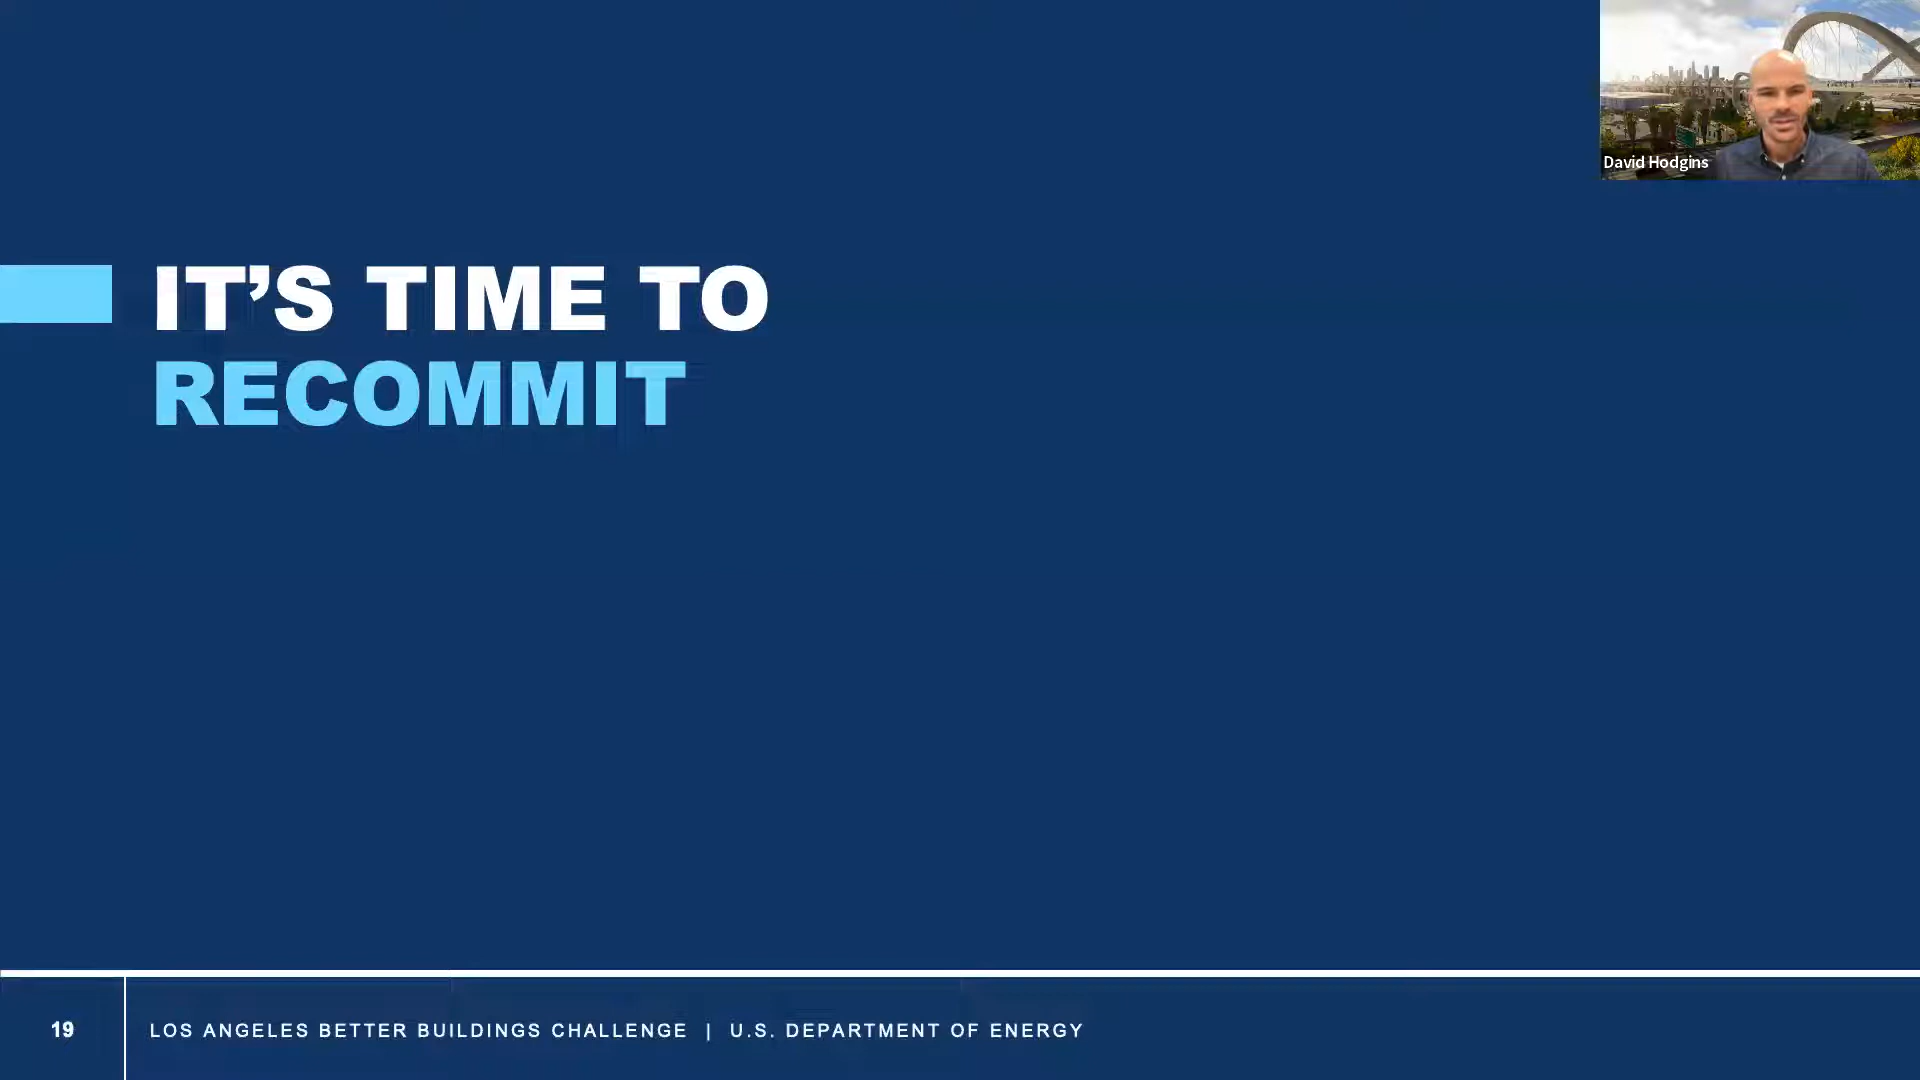 David Hodgins
IT’S TIME TO
RECOMMIT
19
LOS ANGELES BETTER BUILDINGS CHALLENGE | U.S. DEPARTMENT OF ENERGY